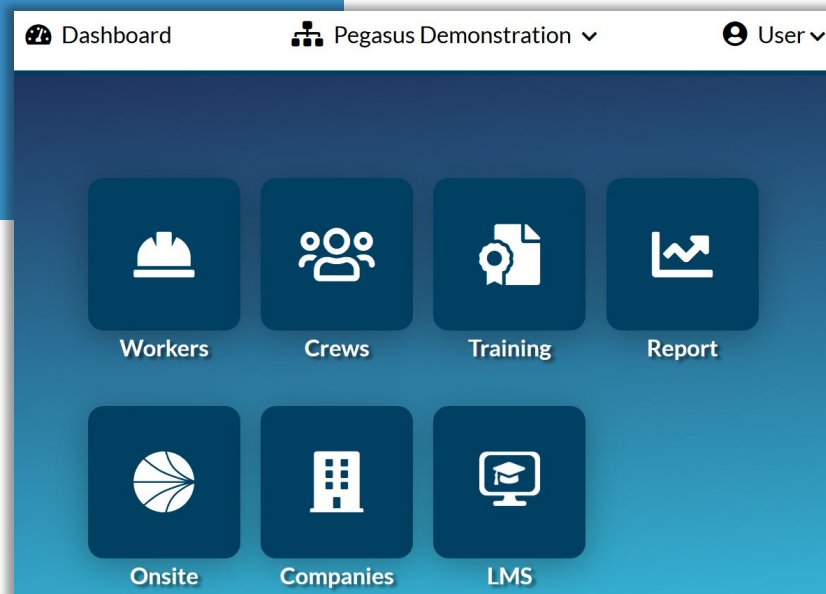 Dashboard Pegasus Demonstration User
Workers Crews Training Report
Onsite Companies LMS